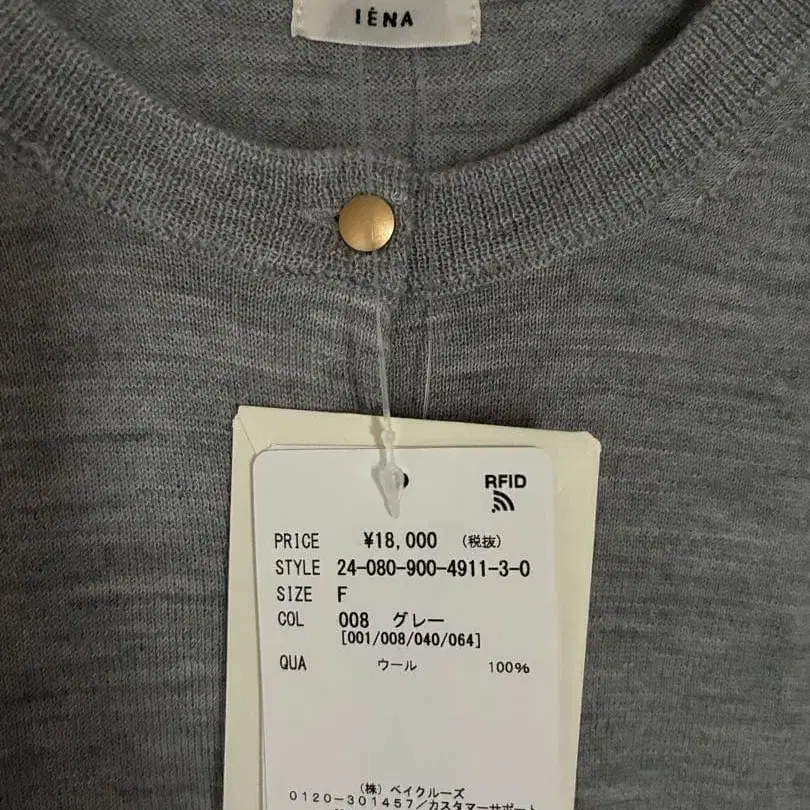 IÉNA
RFID
PRICE ¥18,000 (税抜)
STYLE 24-080-900-4911-3-0
SIZE F
COL 008 グレー
[001/008/040/064]
QUA ウール 100%
(株) ベイクルーズ
0120-301457/カスタマーサポート